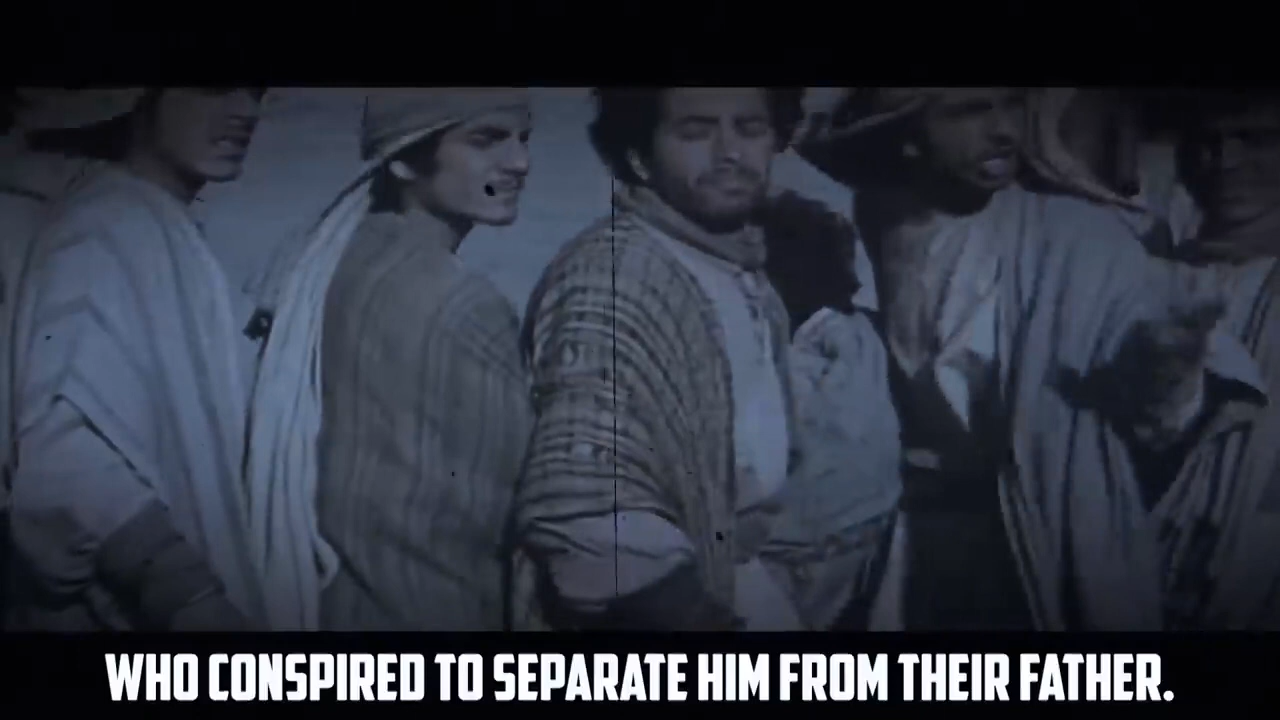 WHO CONSPIRED TO SEPARATE HIM FROM THEIR FATHER.